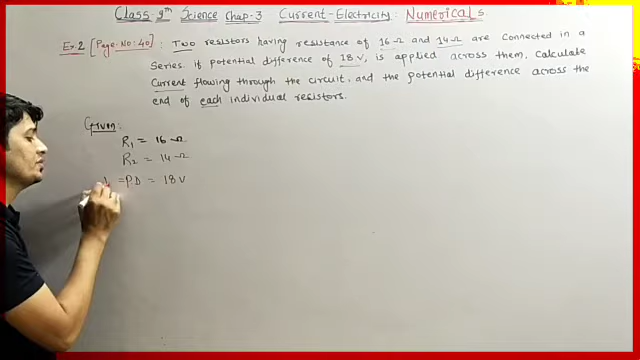 Class 9th Science Chap-3 Current-Electricity: Numericals
Ex.2 [Page-No:40]: Two resistors having resistance of 16-Ω and 14-Ω are Connected in a
Series. if potential difference of 18 V, is applied across them, Calculate
Current flowing through the circuit, and the potential difference across the
end of each individual resistors.
Given:
R1 = 16-Ω
R2 = 14-Ω
=P.D = 18 V